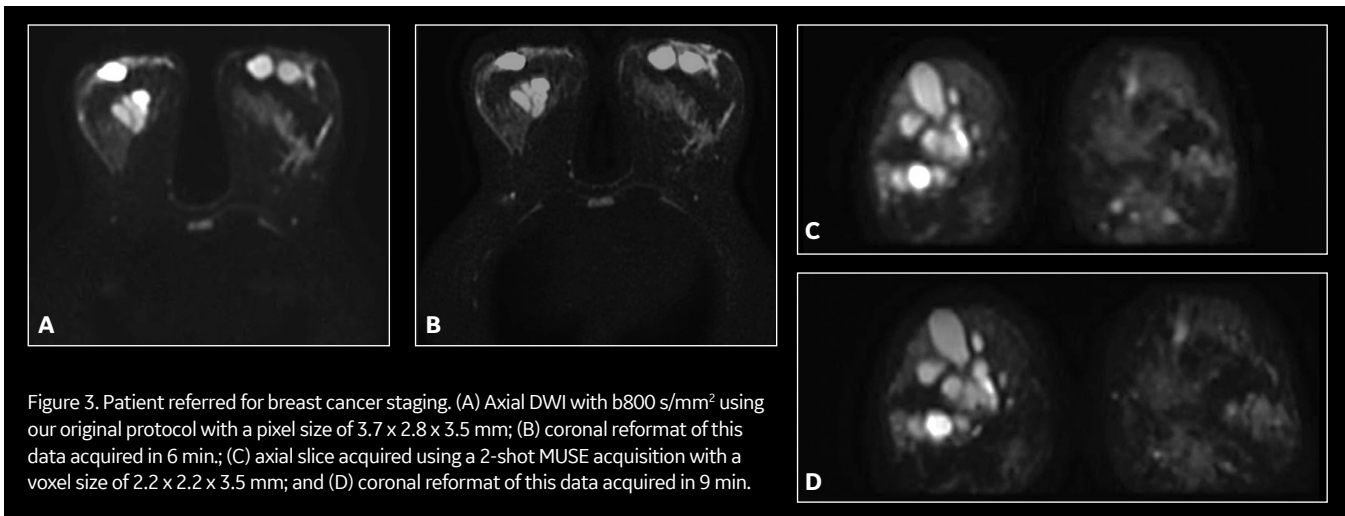 A
B
C
D
Figure 3. Patient referred for breast cancer staging. (A) Axial DWI with b800 s/mm² using
our original protocol with a pixel size of 3.7 x 2.8 x 3.5 mm; (B) coronal reformat of this
data acquired in 6 min.; (C) axial slice acquired using a 2-shot MUSE acquisition with a
voxel size of 2.2 x 2.2 x 3.5 mm; and (D) coronal reformat of this data acquired in 9 min.